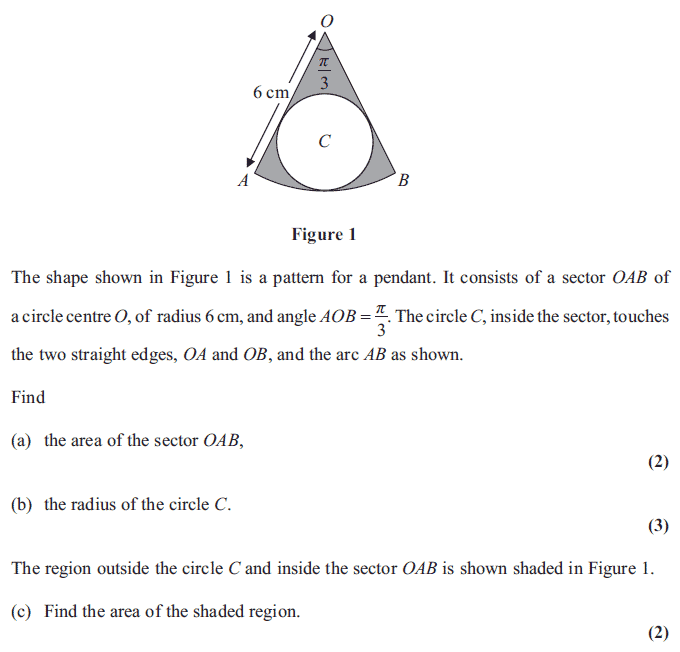 O
π
3
6 cm
C
A
B
Figure 1
The shape shown in Figure 1 is a pattern for a pendant. It consists of a sector OAB of
a circle centre O, of radius 6 cm, and angle AOB = π/3. The circle C, inside the sector, touches
the two straight edges, OA and OB, and the arc AB as shown.
Find
(a) the area of the sector OAB,
(2)
(b) the radius of the circle C.
(3)
The region outside the circle C and inside the sector OAB is shown shaded in Figure 1.
(c) Find the area of the shaded region.
(2)